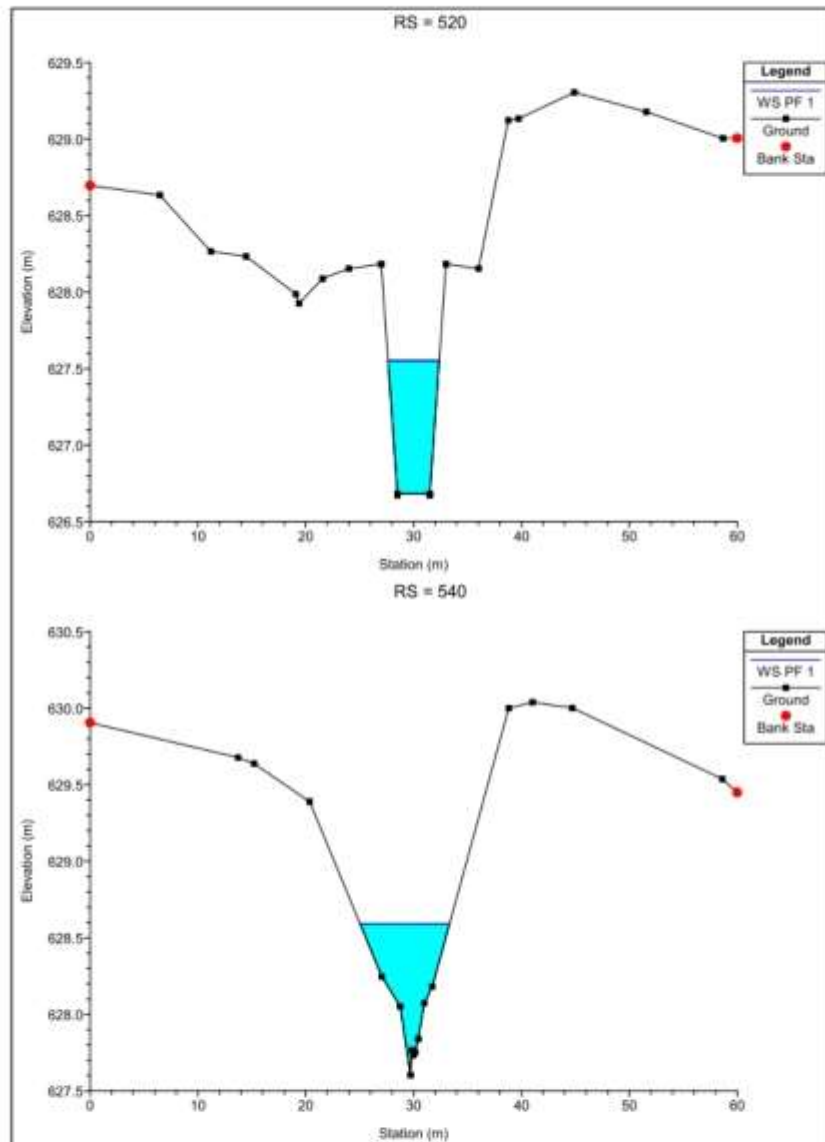 RS = 520
629.5
629.0
628.5
628.0
627.5
627.0
626.5
Elevation (m)
0 10 20 30 40 50 60
Station (m)
Legend
WS PF 1
Ground
Bank Sta
RS = 540
630.5
630.0
629.5
629.0
628.5
628.0
627.5
Elevation (m)
0 10 20 30 40 50 60
Station (m)
Legend
WS PF 1
Ground
Bank Sta